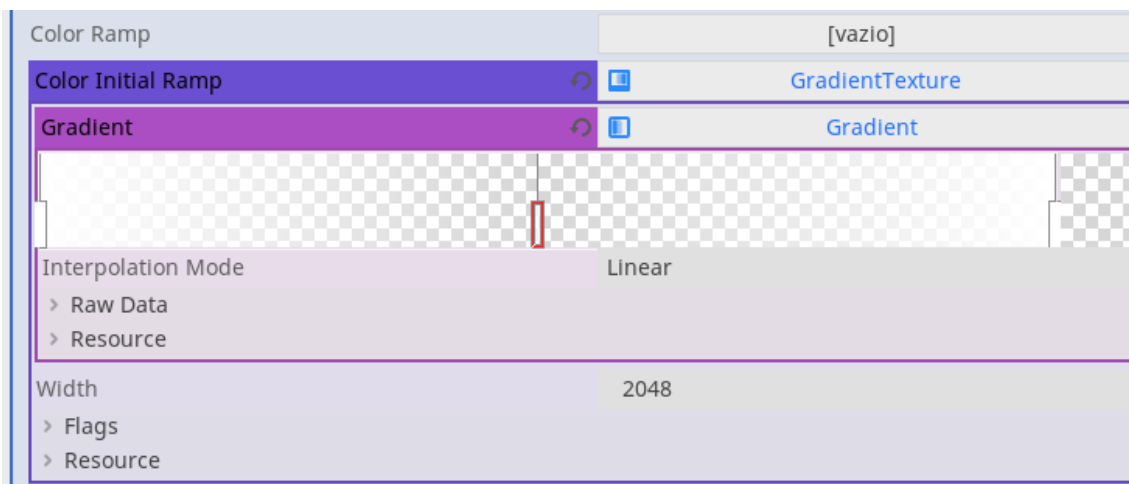 Color Ramp [vazio]
Color Initial Ramp GradientTexture
Gradient Gradient
Interpolation Mode Linear
Raw Data
Resource
Width 2048
Flags
Resource